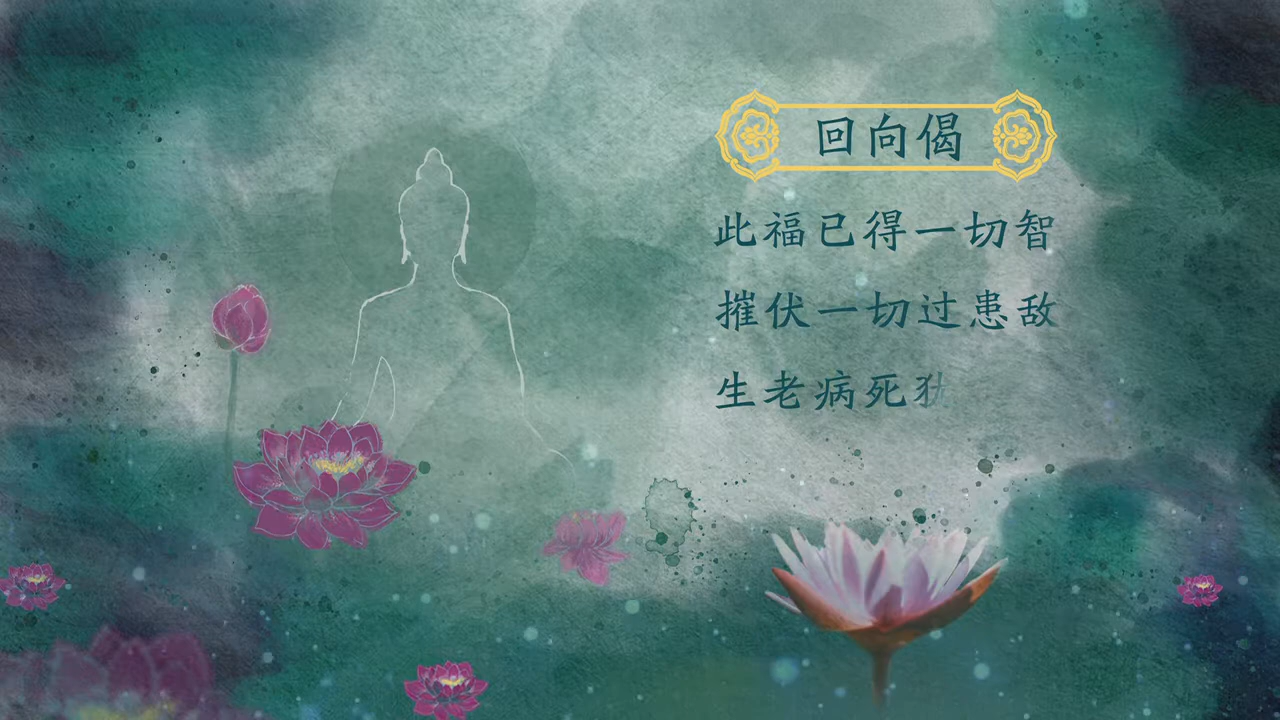 回向偈
此福已得一切智
摧伏一切过患敌
生老病死